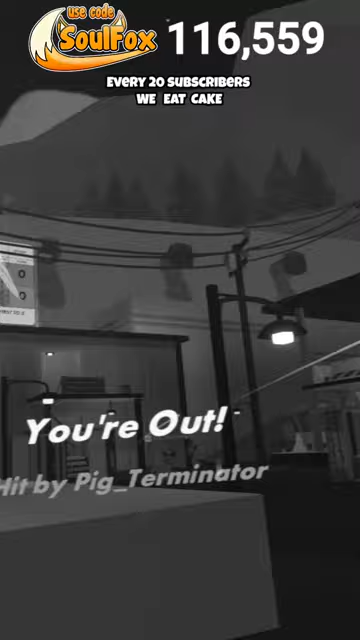 use code
SoulFox
116,559
EVERY 20 SUBSCRIBERS
WE EAT CAKE
You're Out!
Hit by Pig_Terminator